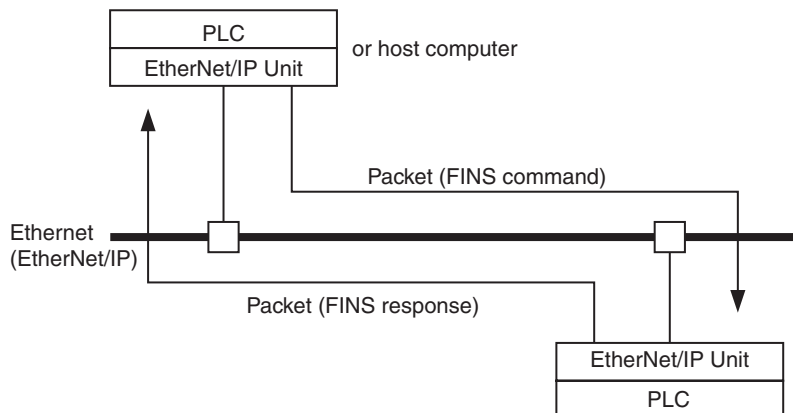 PLC
EtherNet/IP Unit
or host computer
Packet (FINS command)
Ethernet
(EtherNet/IP)
Packet (FINS response)
EtherNet/IP Unit
PLC